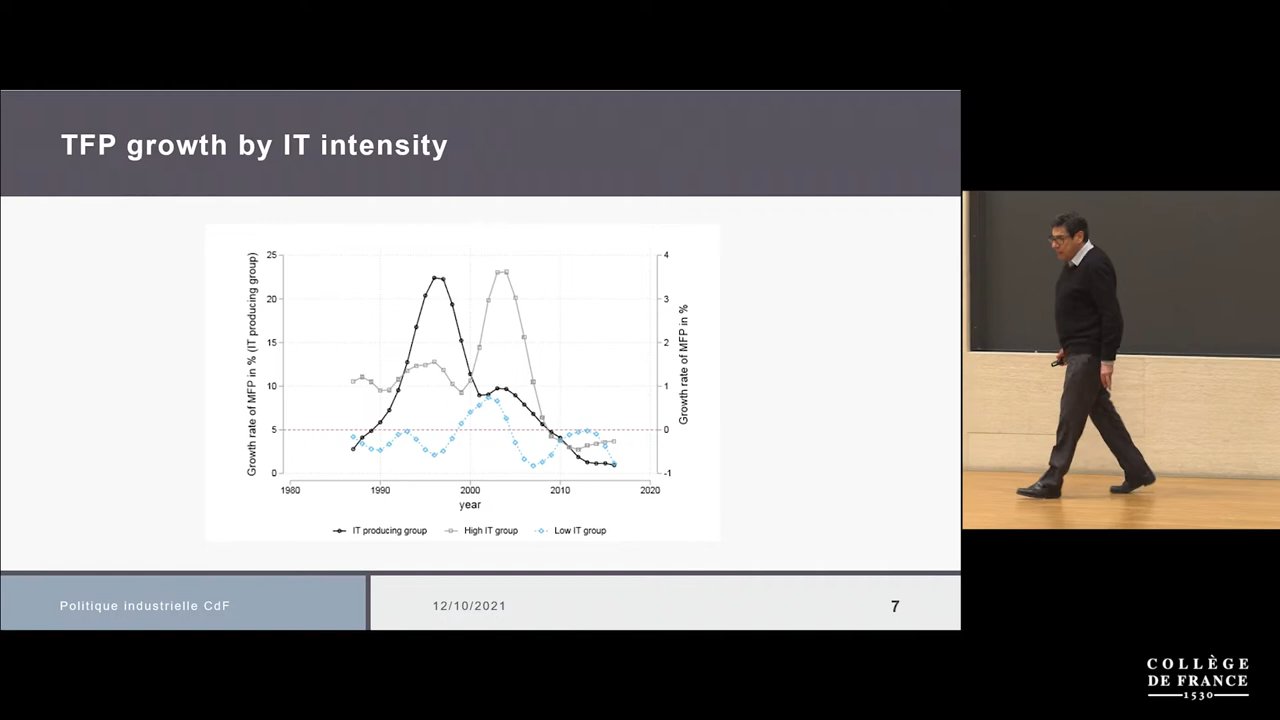 TFP growth by IT intensity
Growth rate of MFP in % (IT producing group)
25
20
15
10
5
0
4
3
2
1
0
-1
Growth rate of MFP in %
1980 1990 2000 2010 2020
year
IT producing group High IT group Low IT group
Politique industrielle CdF 12/10/2021 7
COLLÈGE
DE FRANCE
1530